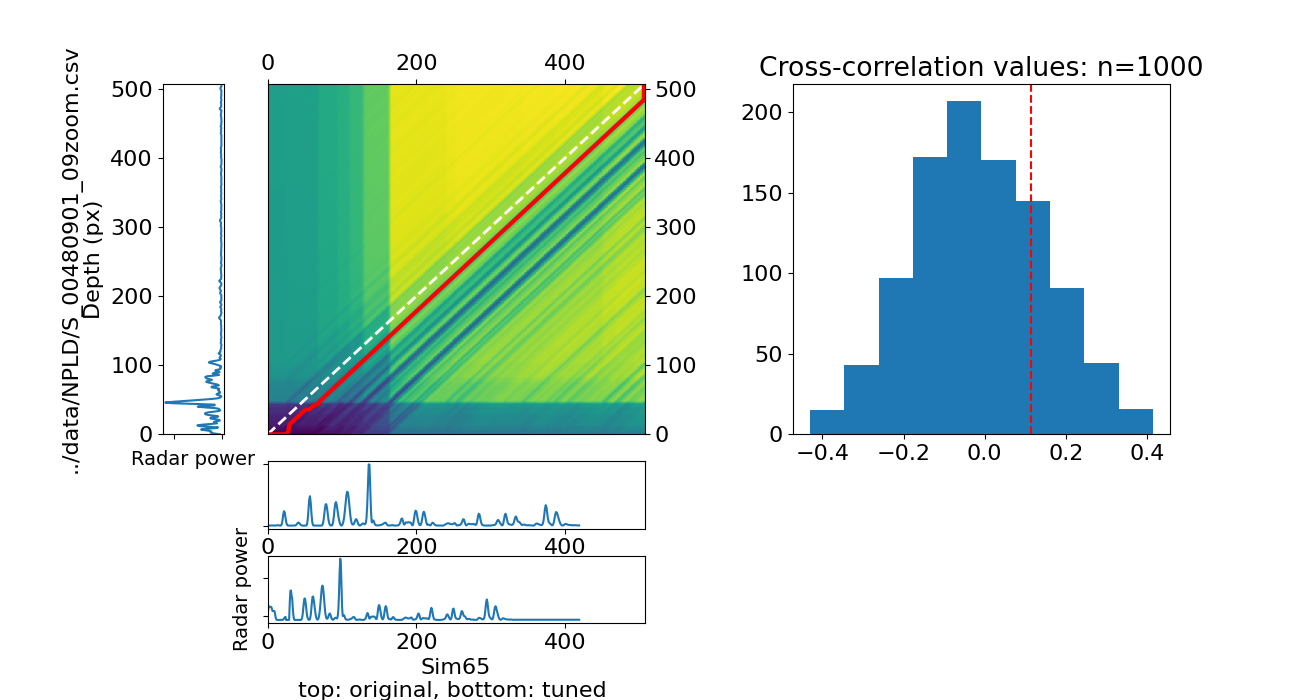 0 200 400
Cross-correlation values: n=1000
../data/NPLD/S_00480901_09zoom.csv
Depth (px)
500
400
300
200
100
0
500
400
300
200
100
0
200
150
100
50
0
−0.4 −0.2 0.0 0.2 0.4
Radar power
0 200 400
Radar power
0 200 400
Sim65
top: original, bottom: tuned